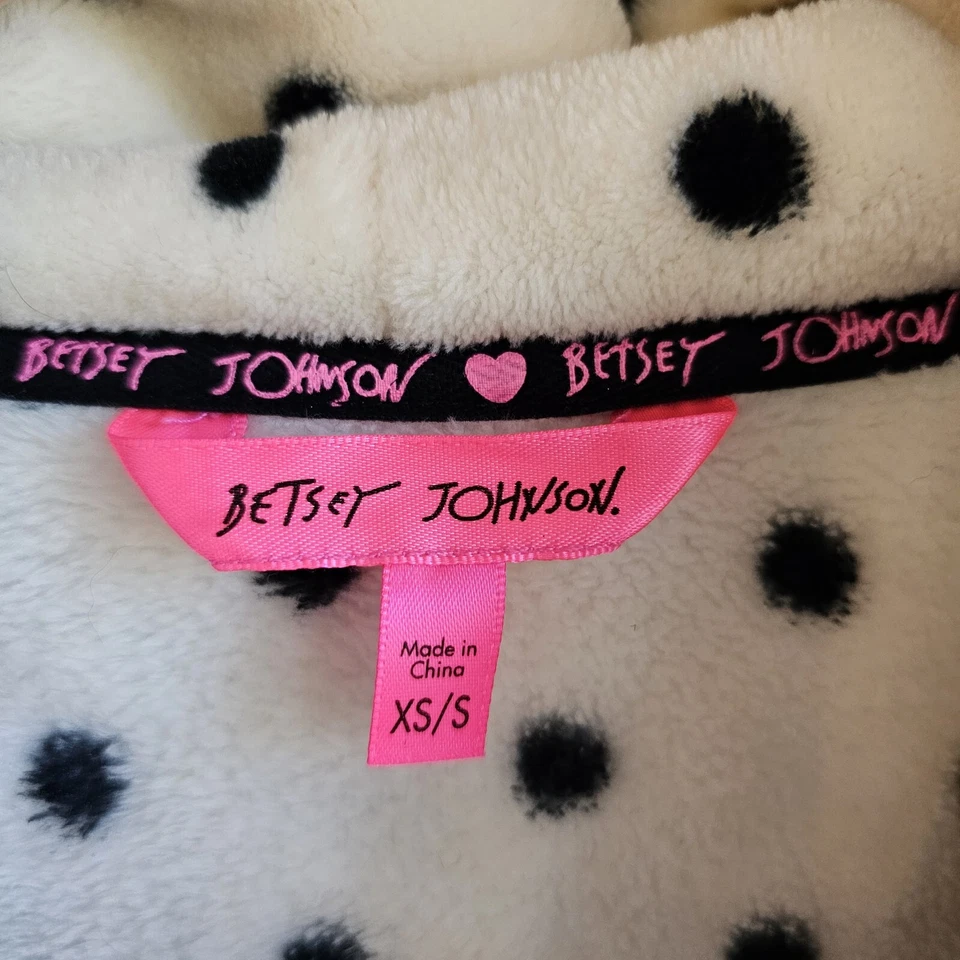 BETSEY JOHNSON ♥ BETSEY JOHNSON
BETSEY JOHNSON.
Made in
China
XS/S